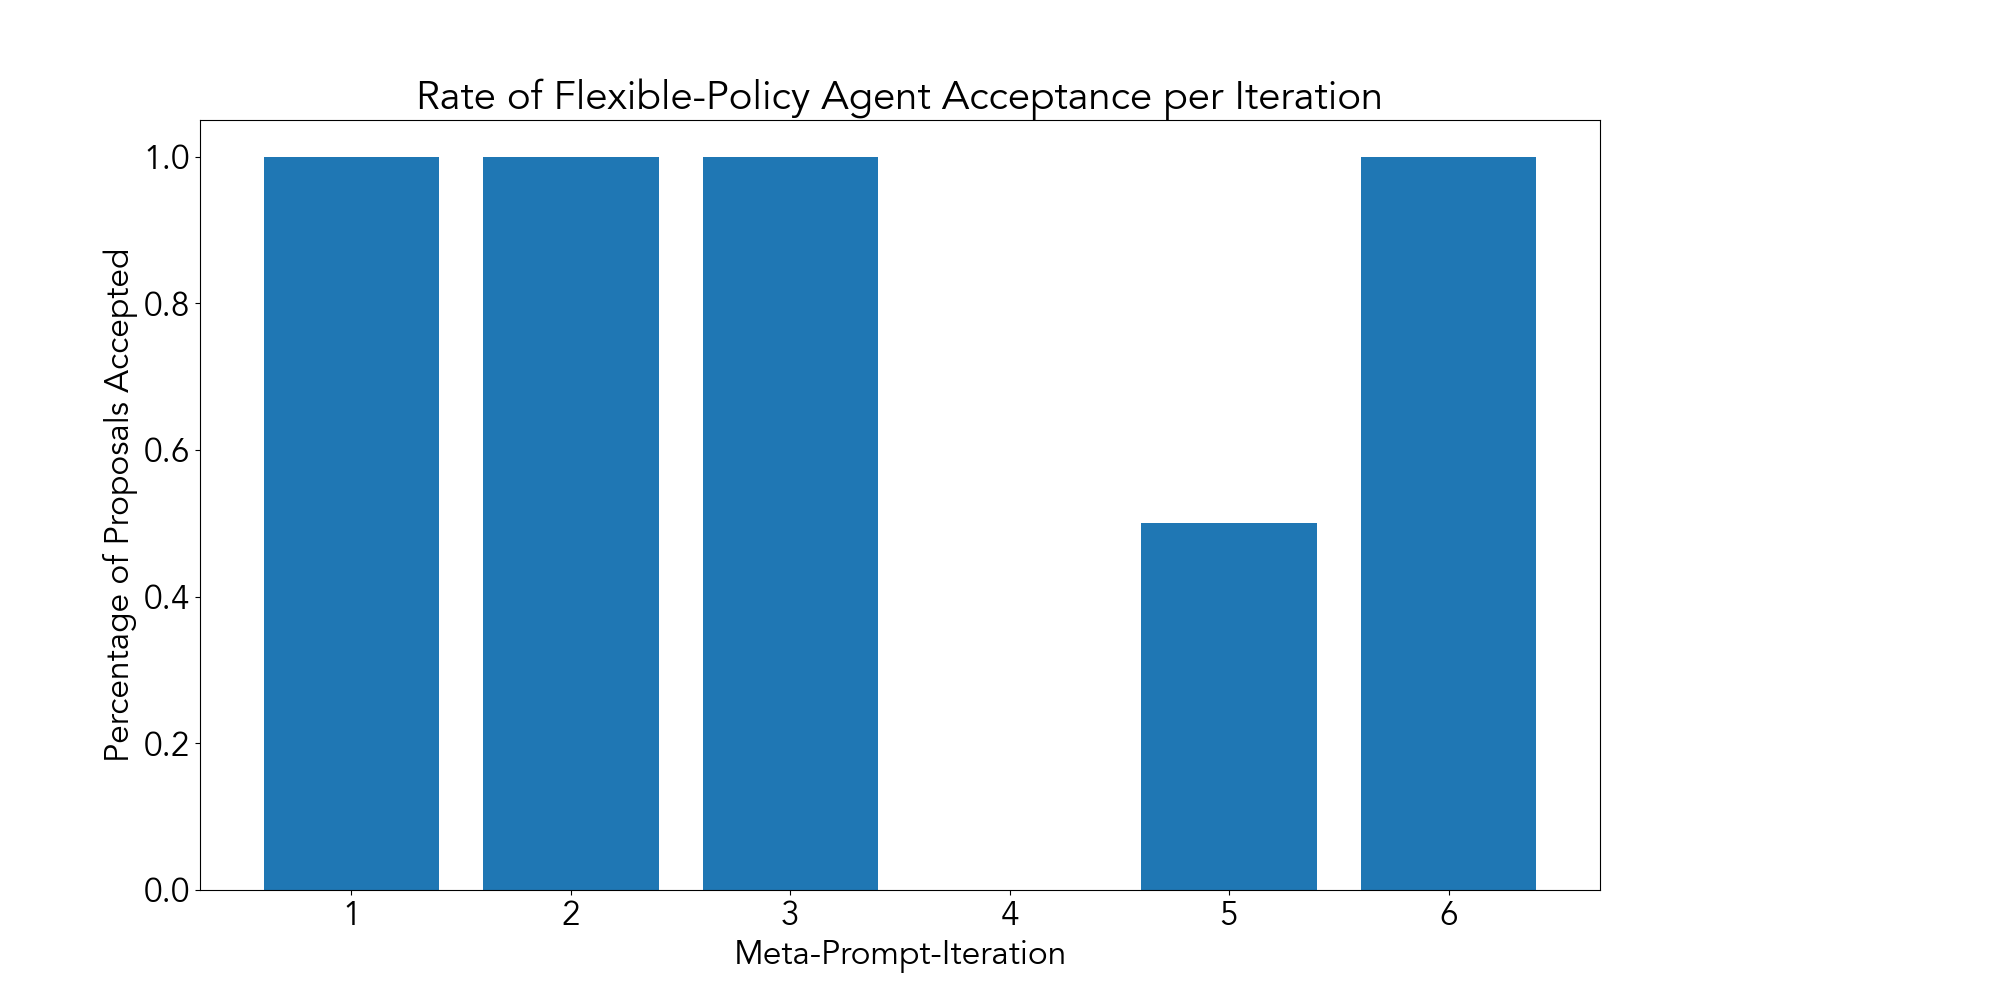 Rate of Flexible-Policy Agent Acceptance per Iteration
Percentage of Proposals Accepted
1.0
0.8
0.6
0.4
0.2
0.0
1 2 3 4 5 6
Meta-Prompt-Iteration